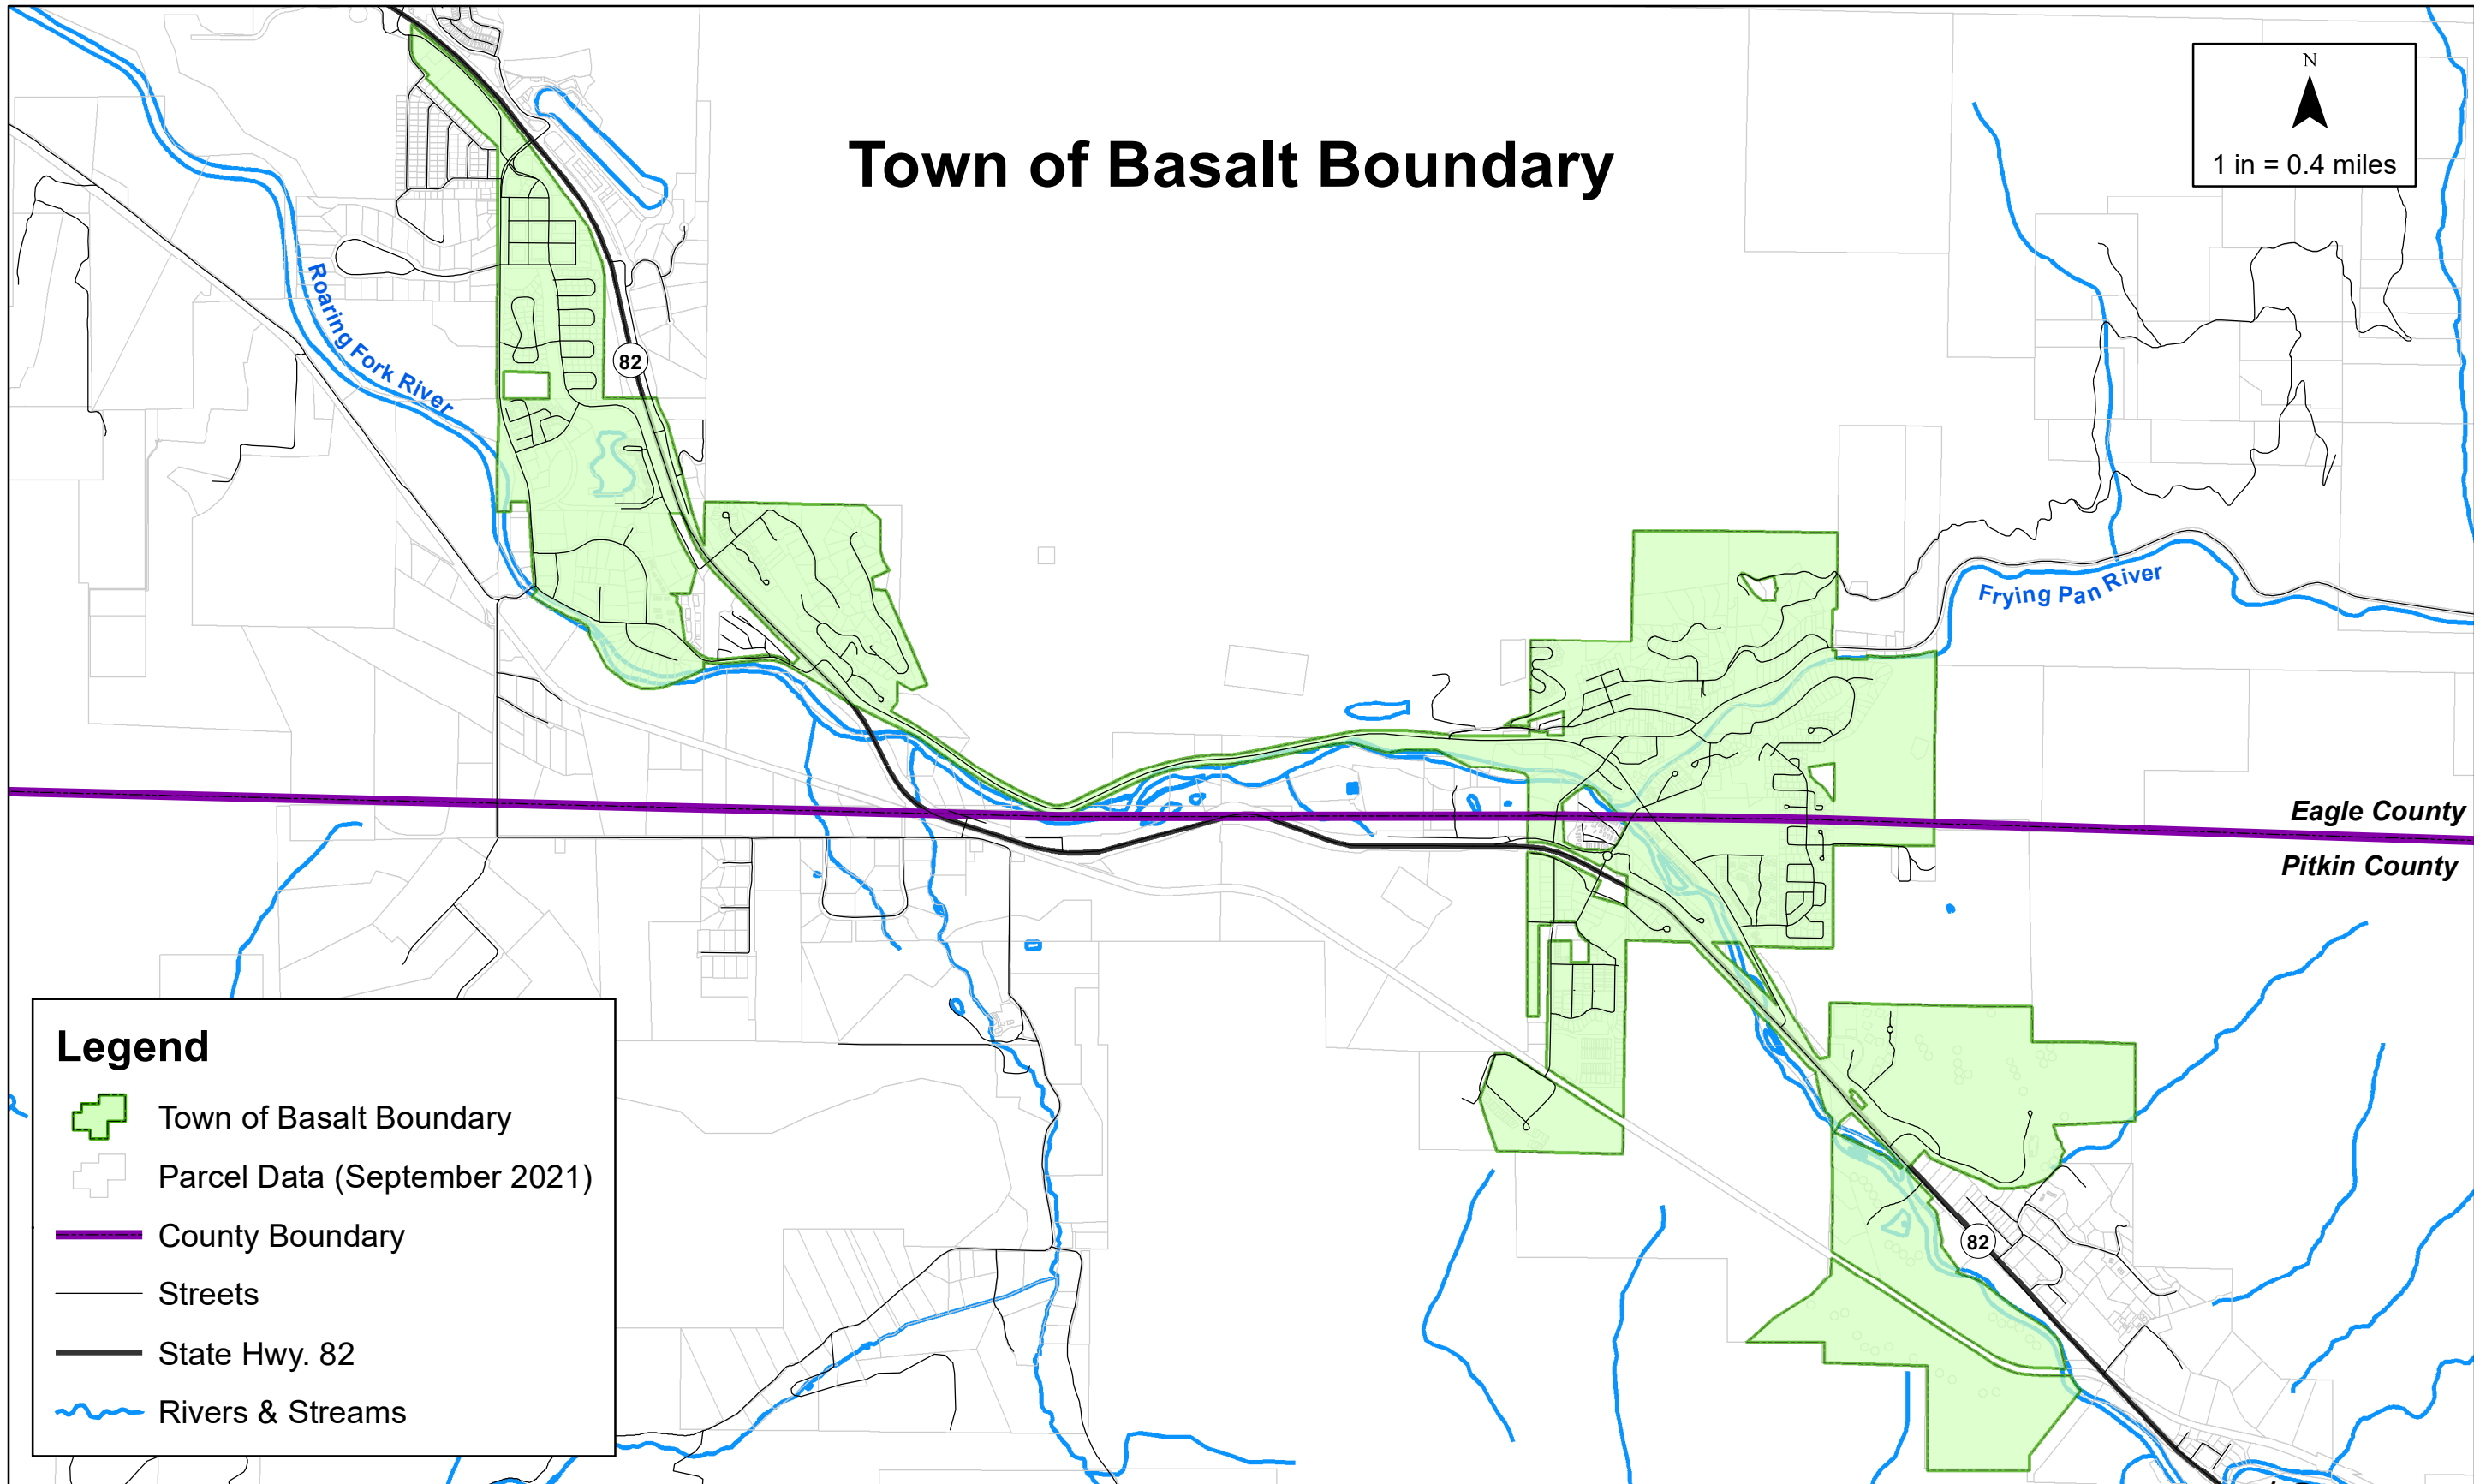 Town of Basalt Boundary
N
1 in = 0.4 miles
Roaring Fork River
82
Frying Pan River
Eagle County
Pitkin County
82
Legend
Town of Basalt Boundary
Parcel Data (September 2021)
County Boundary
Streets
State Hwy. 82
Rivers & Streams